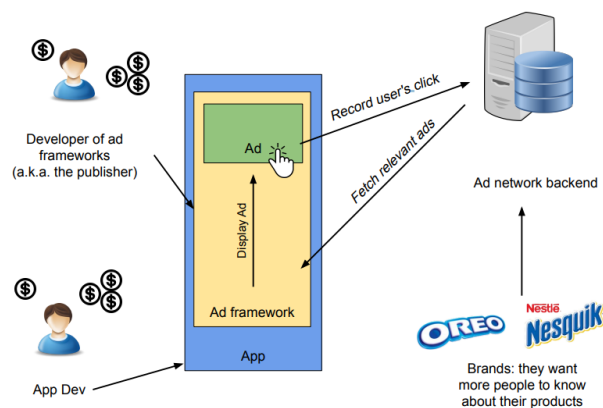 $
$
$
$
Developer of ad
frameworks
(a.k.a. the publisher)
$
$
$
$
App Dev
Ad
Display Ad
Ad framework
App
Record user's click
Fetch relevant ads
Ad network backend
OREO
Nestlé
Nesquik
Brands: they want
more people to know
about their products